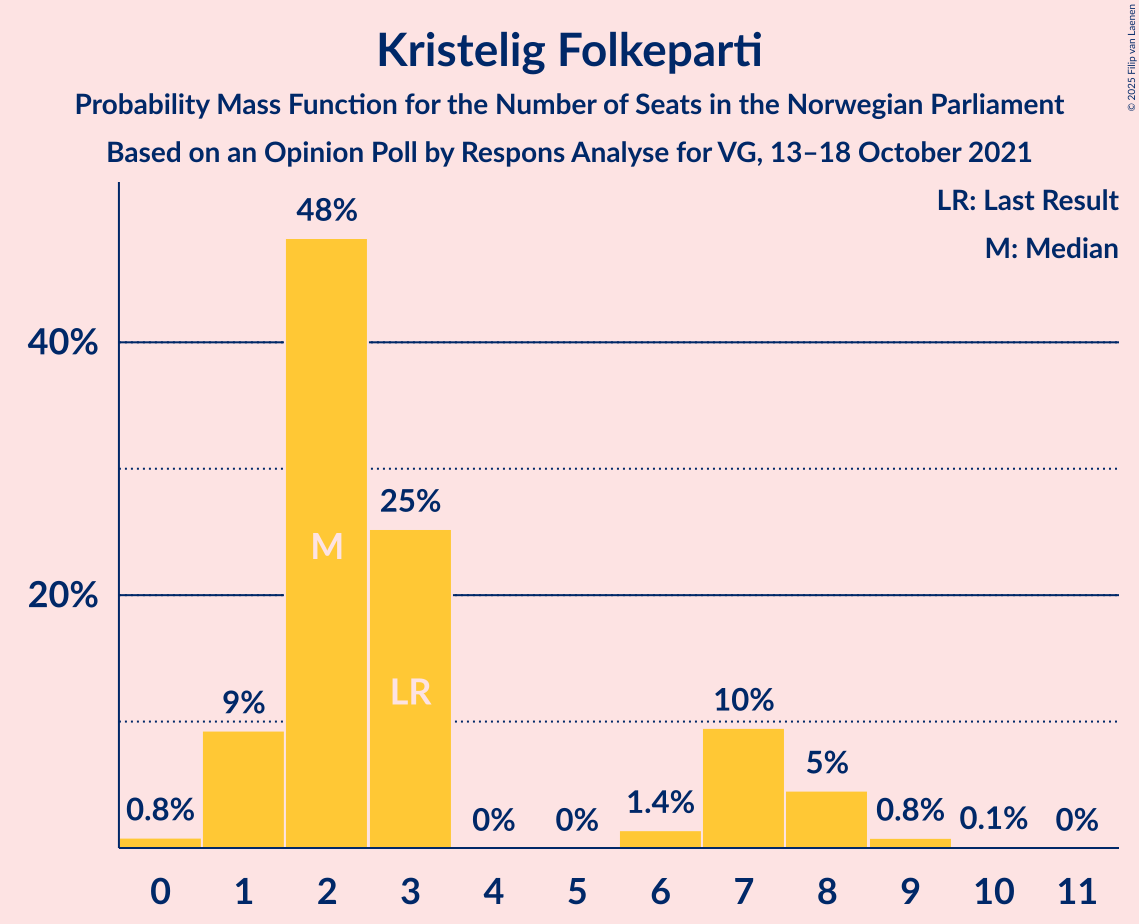 Kristelig Folkeparti
Probability Mass Function for the Number of Seats in the Norwegian Parliament
Based on an Opinion Poll by Respons Analyse for VG, 13–18 October 2021
© 2025 Filip van Laenen
LR: Last Result
M: Median
48%
40%
25%
M
20%
LR
9%
10%
5%
0.8%
0%
0%
1.4%
0.8%
0.1%
0%
0 1 2 3 4 5 6 7 8 9 10 11